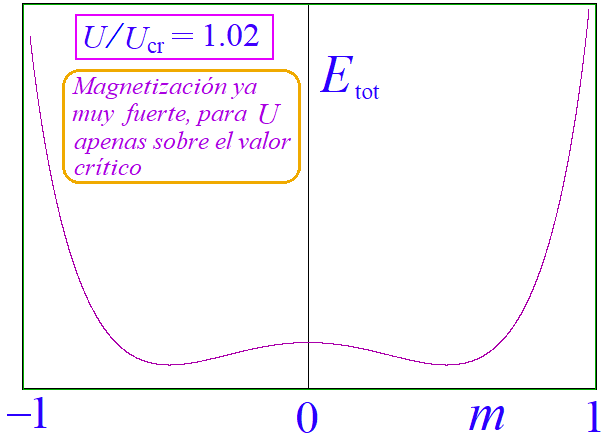 U/Ucr = 1.02
Magnetización ya
muy fuerte, para U
apenas sobre el valor
crítico
Etot
−1
0
m
1